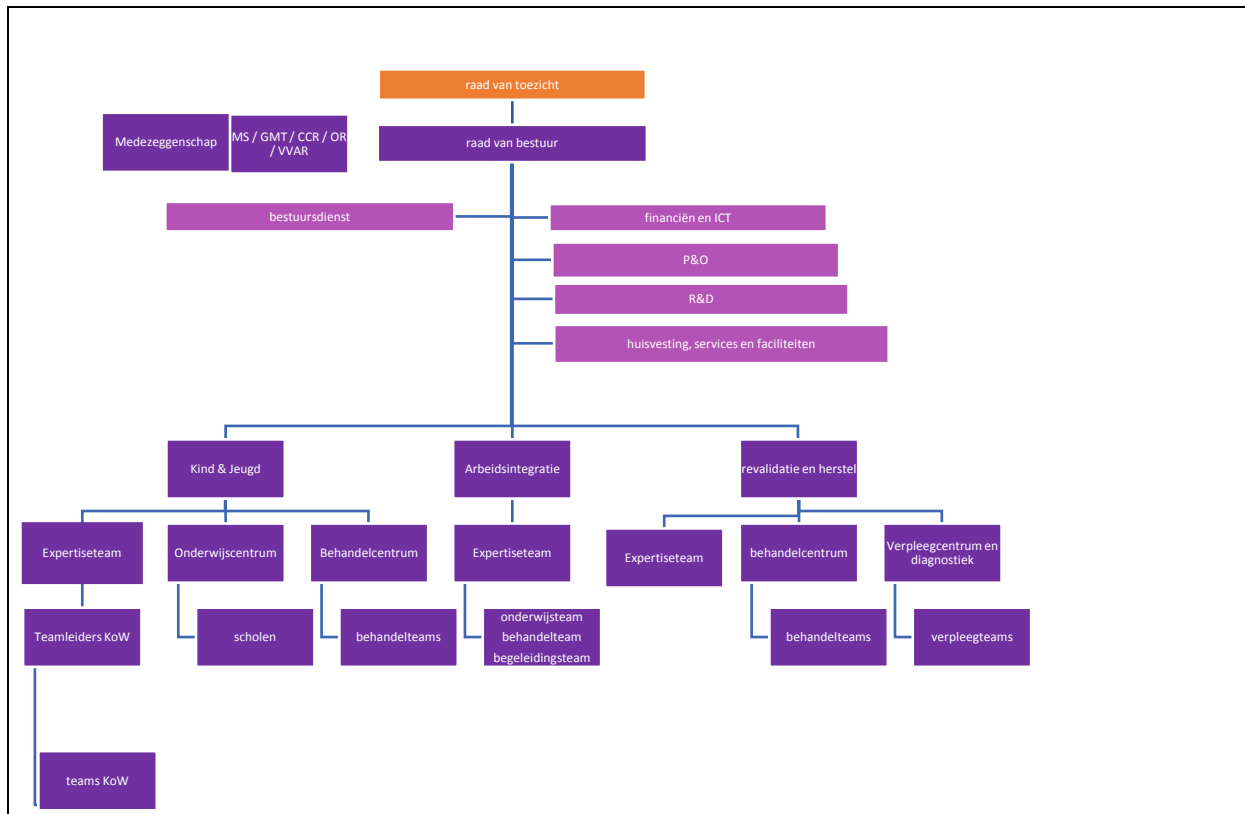 raad van toezicht
Medezeggenschap
MS / GMT / CCR / OR
/ VVAR
raad van bestuur
bestuursdienst
financiën en ICT
P&O
R&D
huisvesting, services en faciliteiten
Kind & Jeugd
Arbeidsintegratie
revalidatie en herstel
Expertiseteam
Onderwijscentrum
Behandelcentrum
Expertiseteam
Expertiseteam
behandelcentrum
Verpleegcentrum en
diagnostiek
Teamleiders KoW
scholen
behandelteams
onderwijsteam
behandelteam
begeleidingsteam
behandelteams
verpleegteams
teams KoW